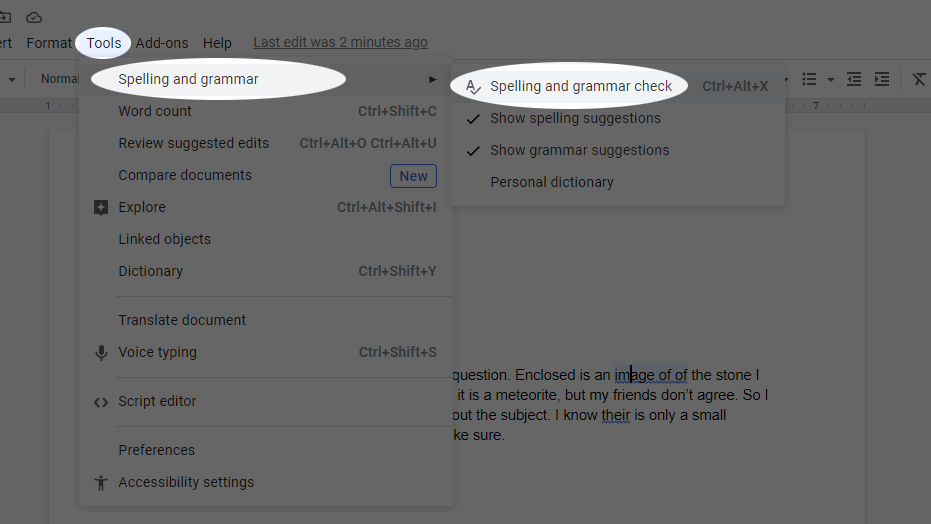 rt Format Tools Add-ons Help Last edit was 2 minutes ago
Normal
1 7
Spelling and grammar
Word count Ctrl+Shift+C
Review suggested edits Ctrl+Alt+O Ctrl+Alt+U
Compare documents New
Explore Ctrl+Alt+Shift+I
Linked objects
Dictionary Ctrl+Shift+Y
Translate document
Voice typing Ctrl+Shift+S
Script editor
Preferences
Accessibility settings
Spelling and grammar check Ctrl+Alt+X
Show spelling suggestions
Show grammar suggestions
Personal dictionary
question. Enclosed is an image of of the stone I
it is a meteorite, but my friends don't agree. So I
out the subject. I know their is only a small
ke sure.